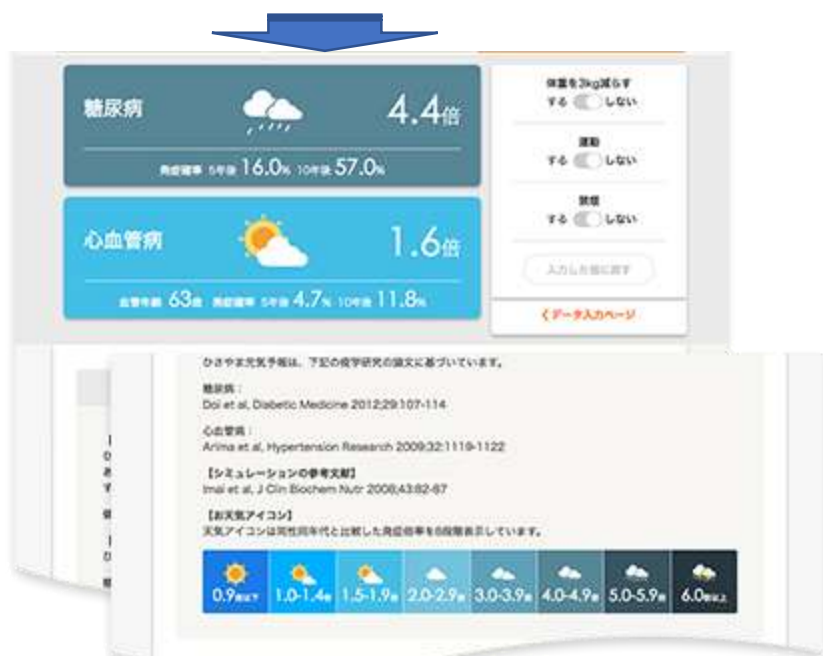 糖尿病
4.4倍
発症確率 5年後 16.0% 10年後 57.0%
心血管病
1.6倍
血管年齢 63歳 発症確率 5年後 4.7% 10年後 11.8%
体重を3kg減らす
する しない
運動
する しない
禁煙
する しない
入力した値に戻す
データ入力ページ
ひさやま元気予報は、下記の疫学研究の論文に基づいています。
糖尿病：
Doi et al, Diabetic Medicine 2012;29:107-114
心血管病：
Arima et al, Hypertension Research 2009;32:1119-1122
【シミュレーションの参考文献】
Imai et al, J Clin Biochem Nutr 2008;43:82-87
【お天気アイコン】
天気アイコンは同性同年代と比較した発症倍率を8段階表示しています。
0.9倍以下 1.0-1.4倍 1.5-1.9倍 2.0-2.9倍 3.0-3.9倍 4.0-4.9倍 5.0-5.9倍 6.0倍以上